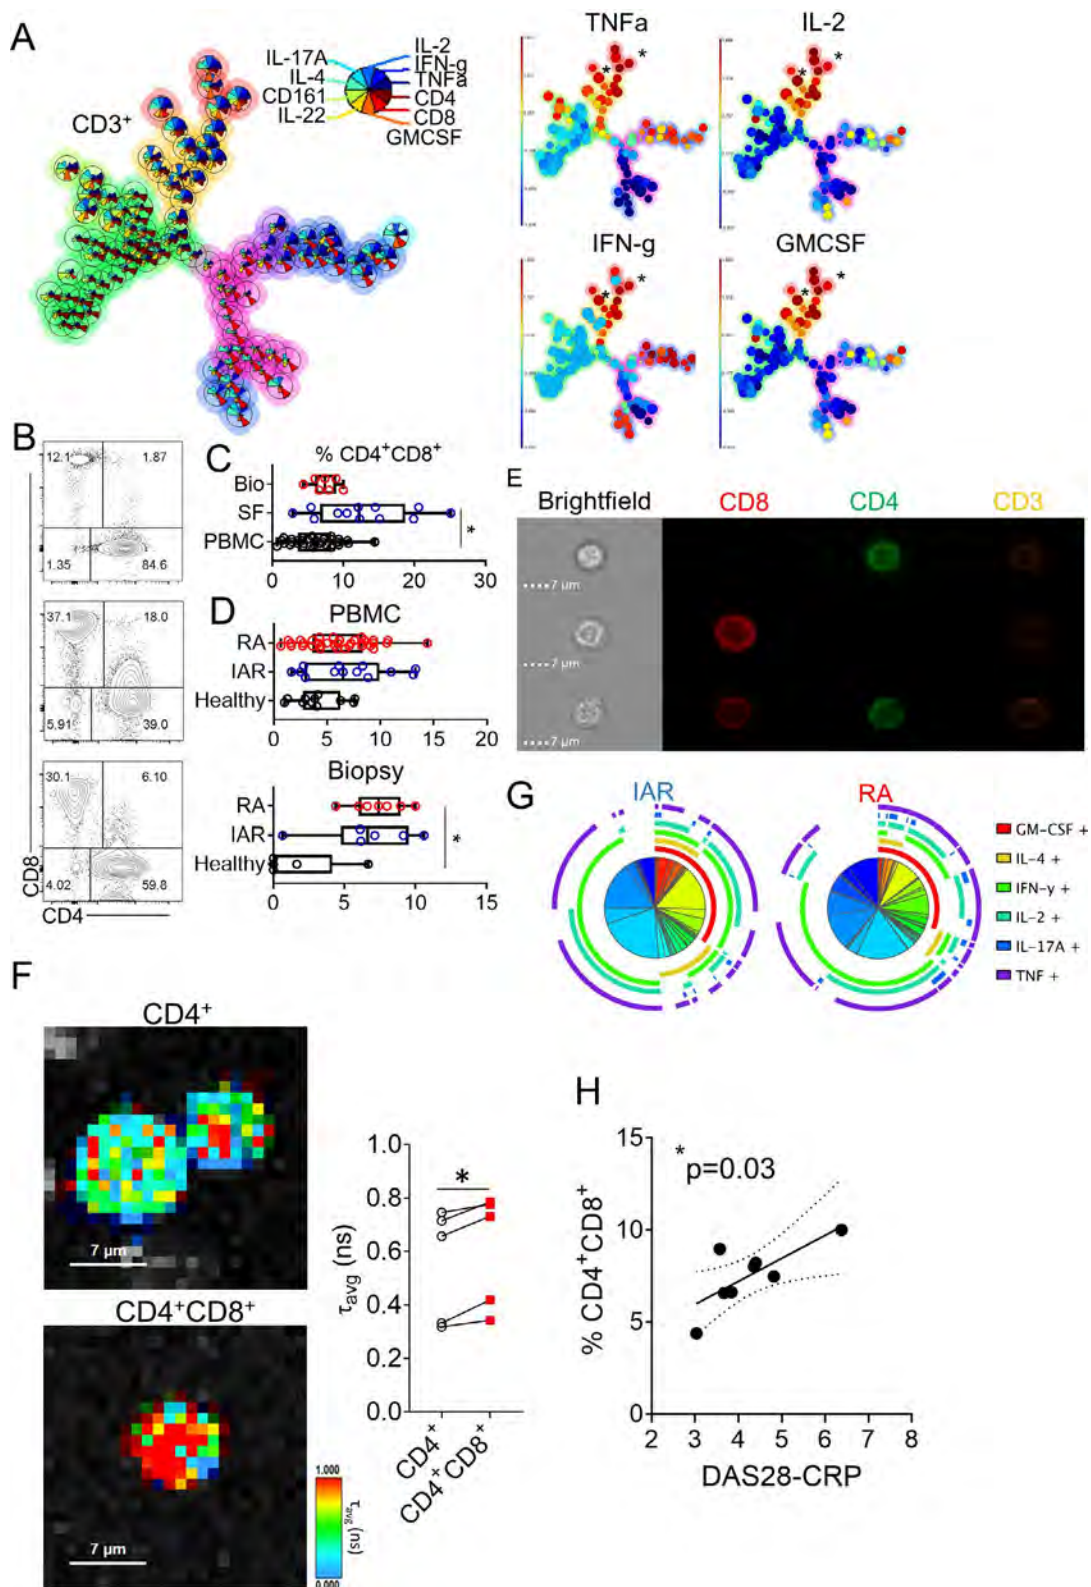 A
CD3+
IL-17A
IL-4
CD161
IL-22
IL-2
IFN-g
TNFa
CD4
CD8
GMCSF
TNFa
IL-2
* *
* *
IFN-g
GMCSF
* *
* *
B
12.1
1.87
1.35
84.6
37.1
18.0
5.91
39.0
30.1
6.10
4.02
59.8
CD8
CD4
C
% CD4+CD8+
Bio
SF
PBMC
*
0 10 20 30
D
PBMC
RA
IAR
Healthy
0 5 10 15 20
Biopsy
RA
IAR
Healthy
*
0 5 10 15
E
Brightfield
CD8
CD4
CD3
7 µm
7 µm
7 µm
G
IAR
RA
GM-CSF +
IL-4 +
IFN-y +
IL-2 +
IL-17A +
TNF +
F
CD4+
7 µm
CD4+CD8+
7 µm
1.000
τavg (ns)
0.000
τavg (ns)
1.0
0.8
0.6
0.4
0.2
0.0
*
CD4+
CD4+CD8+
H
% CD4+CD8+
15
10
5
0
*p=0.03
2 3 4 5 6 7 8
DAS28-CRP